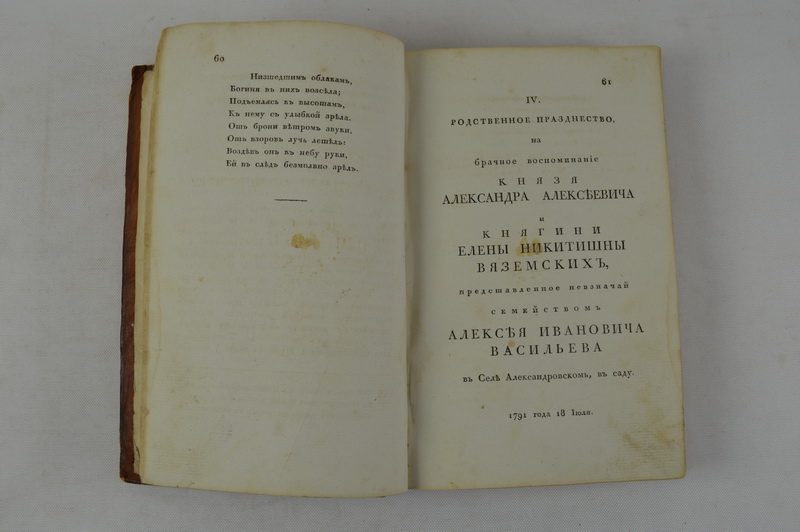 60
Низшедшимъ облакамъ,
Богиня въ нихъ возсѣла;
Подъемлясь къ высотамъ,
Къ нему съ улыбкой зрѣла.
Отъ брони вѣтромъ звуки,
Отъ взоровъ лучь летѣлъ:
Воздѣвъ онъ къ небу руки,
Ей въ слѣдъ безмолвно зрѣлъ.
61
IV.
РОДСТВЕННОЕ ПРАЗДНЕСТВО,
на
брачное воспоминаніе
КНЯЗЯ
АЛЕКСАНДРА АЛЕКСѢЕВИЧА
и
КНЯГИНИ
ЕЛЕНЫ НИКИТИШНЫ
ВЯЗЕМСКИХЪ,
представленное невзначай
семействомъ
АЛЕКСѢЯ ИВАНОВИЧА
ВАСИЛЬЕВА
въ Селѣ Александровскомъ, въ саду.
1791 года 18 Іюля.